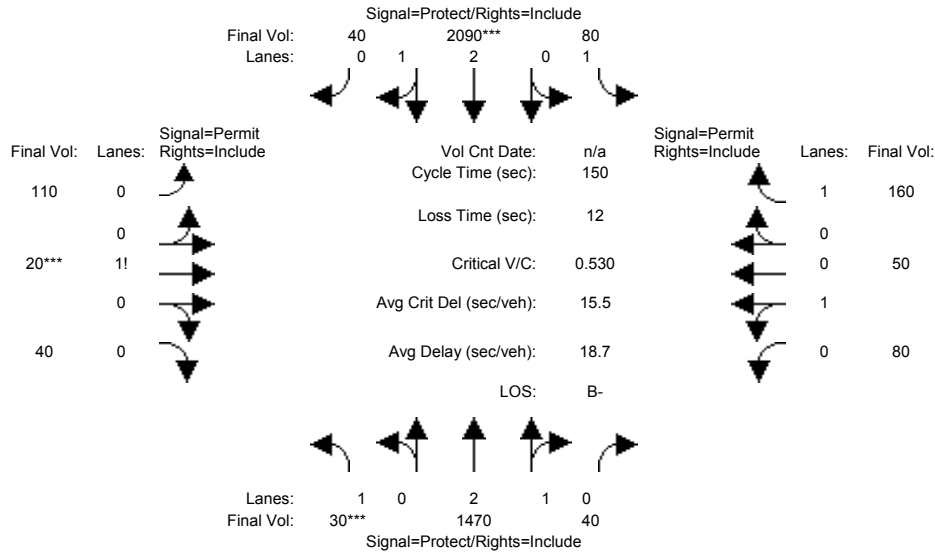 Signal=Protect/Rights=Include
Final Vol: 40 2090*** 80
Lanes: 0 1 2 0 1
Signal=Permit Signal=Permit
Final Vol: Lanes: Rights=Include Vol Cnt Date: n/a Rights=Include Lanes: Final Vol:
Cycle Time (sec): 150
110 0 1 160
Loss Time (sec): 12
0 0
20*** 1! Critical V/C: 0.530 0 50
0 Avg Crit Del (sec/veh): 15.5 1
40 0 Avg Delay (sec/veh): 18.7 0 80
LOS: B-
Lanes: 1 0 2 1 0
Final Vol: 30*** 1470 40
Signal=Protect/Rights=Include